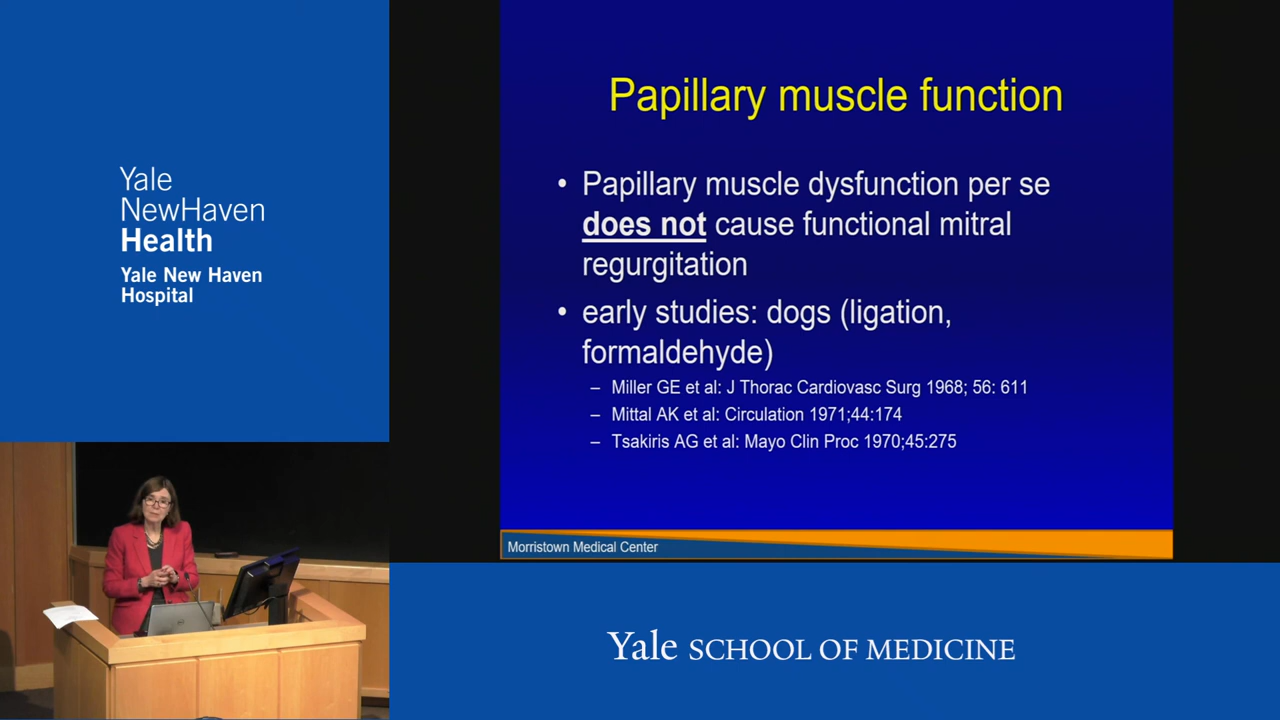 Yale
NewHaven
Health
Yale New Haven
Hospital
Papillary muscle function
• Papillary muscle dysfunction per se
does not cause functional mitral
regurgitation
• early studies: dogs (ligation,
formaldehyde)
– Miller GE et al: J Thorac Cardiovasc Surg 1968; 56: 611
– Mittal AK et al: Circulation 1971;44:174
– Tsakiris AG et al: Mayo Clin Proc 1970;45:275
Morristown Medical Center
Yale SCHOOL OF MEDICINE